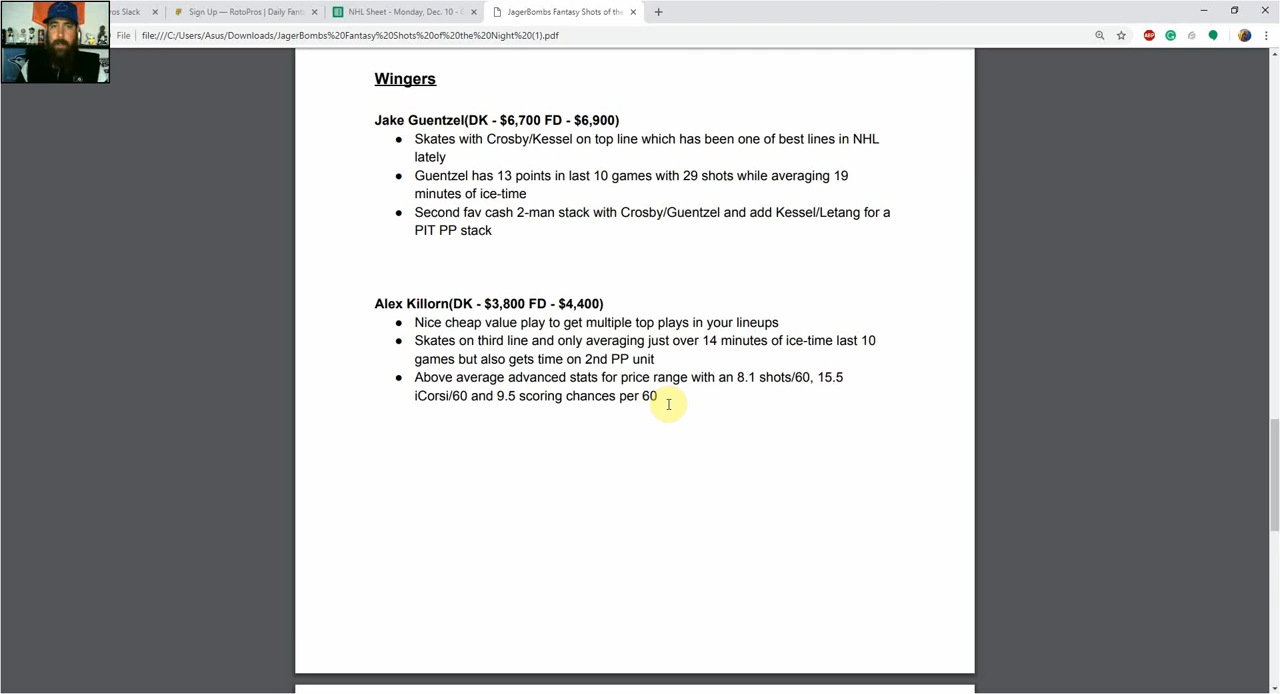 ros Slack
Sign Up — RotoPros | Daily Fant
NHL Sheet - Monday, Dec. 10 -
JagerBombs Fantasy Shots of the
File
file:///C:/Users/Asus/Downloads/JagerBombs%20Fantasy%20Shots%20of%20the%20Night%20(1).pdf
Wingers
Jake Guentzel(DK - $6,700 FD - $6,900)
● Skates with Crosby/Kessel on top line which has been one of best lines in NHL
lately
● Guentzel has 13 points in last 10 games with 29 shots while averaging 19
minutes of ice-time
● Second fav cash 2-man stack with Crosby/Guentzel and add Kessel/Letang for a
PIT PP stack
Alex Killorn(DK - $3,800 FD - $4,400)
● Nice cheap value play to get multiple top plays in your lineups
● Skates on third line and only averaging just over 14 minutes of ice-time last 10
games but also gets time on 2nd PP unit
● Above average advanced stats for price range with an 8.1 shots/60, 15.5
iCorsi/60 and 9.5 scoring chances per 60